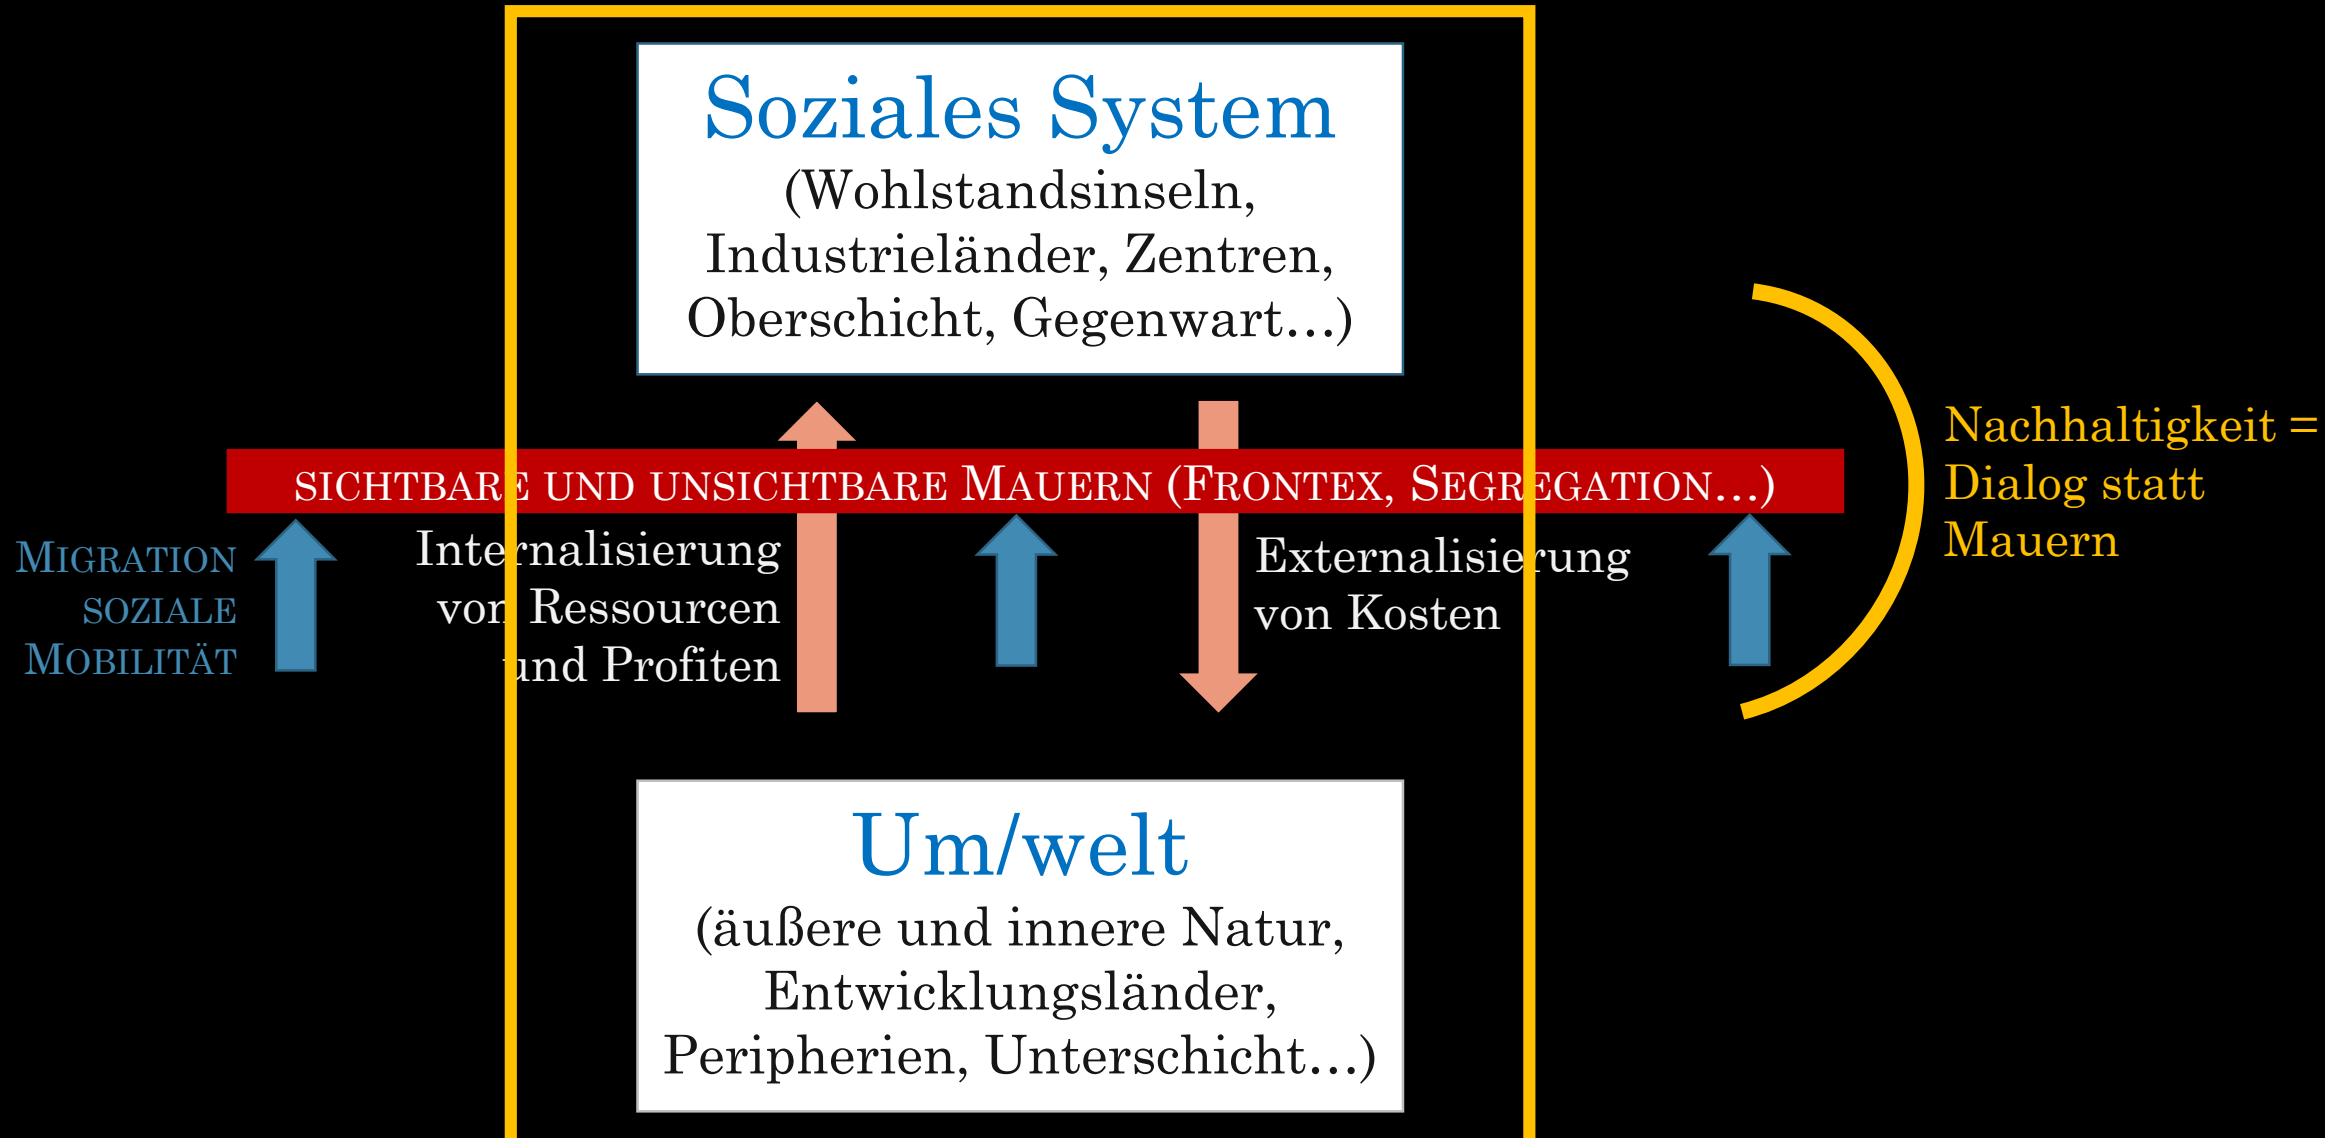 Soziales System
(Wohlstandsinseln,
Industrieländer, Zentren,
Oberschicht, Gegenwart…)
SICHTBARE UND UNSICHTBARE MAUERN (FRONTEX, SEGREGATION…)
MIGRATION
SOZIALE
MOBILITÄT
Internalisierung
von Ressourcen
und Profiten
Externalisierung
von Kosten
Nachhaltigkeit =
Dialog statt
Mauern
Um/welt
(äußere und innere Natur,
Entwicklungsländer,
Peripherien, Unterschicht…)